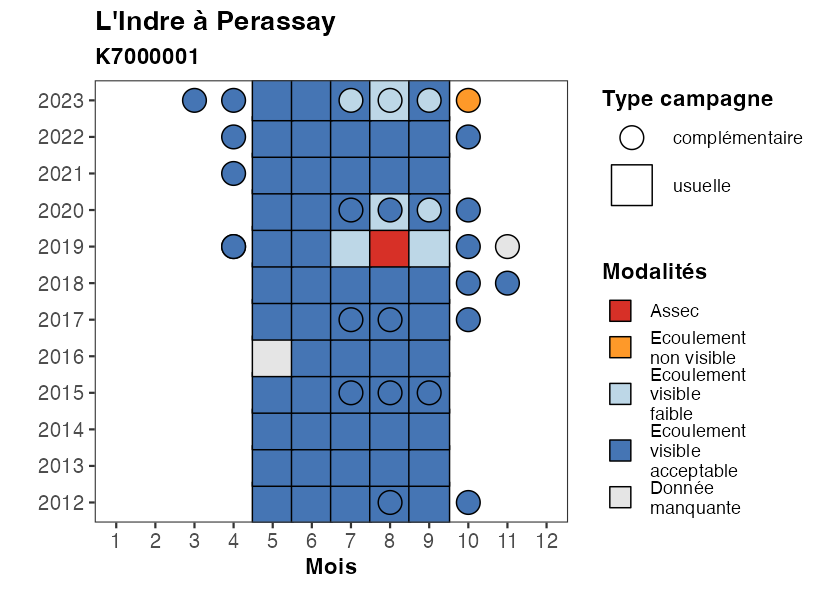 L'Indre à Perassay
K7000001
2023
2022
2021
2020
2019
2018
2017
2016
2015
2014
2013
2012
1 2 3 4 5 6 7 8 9 10 11 12
Mois
Type campagne
complémentaire
usuelle
Modalités
Assec
Ecoulement
non visible
Ecoulement
visible
faible
Ecoulement
visible
acceptable
Donnée
manquante